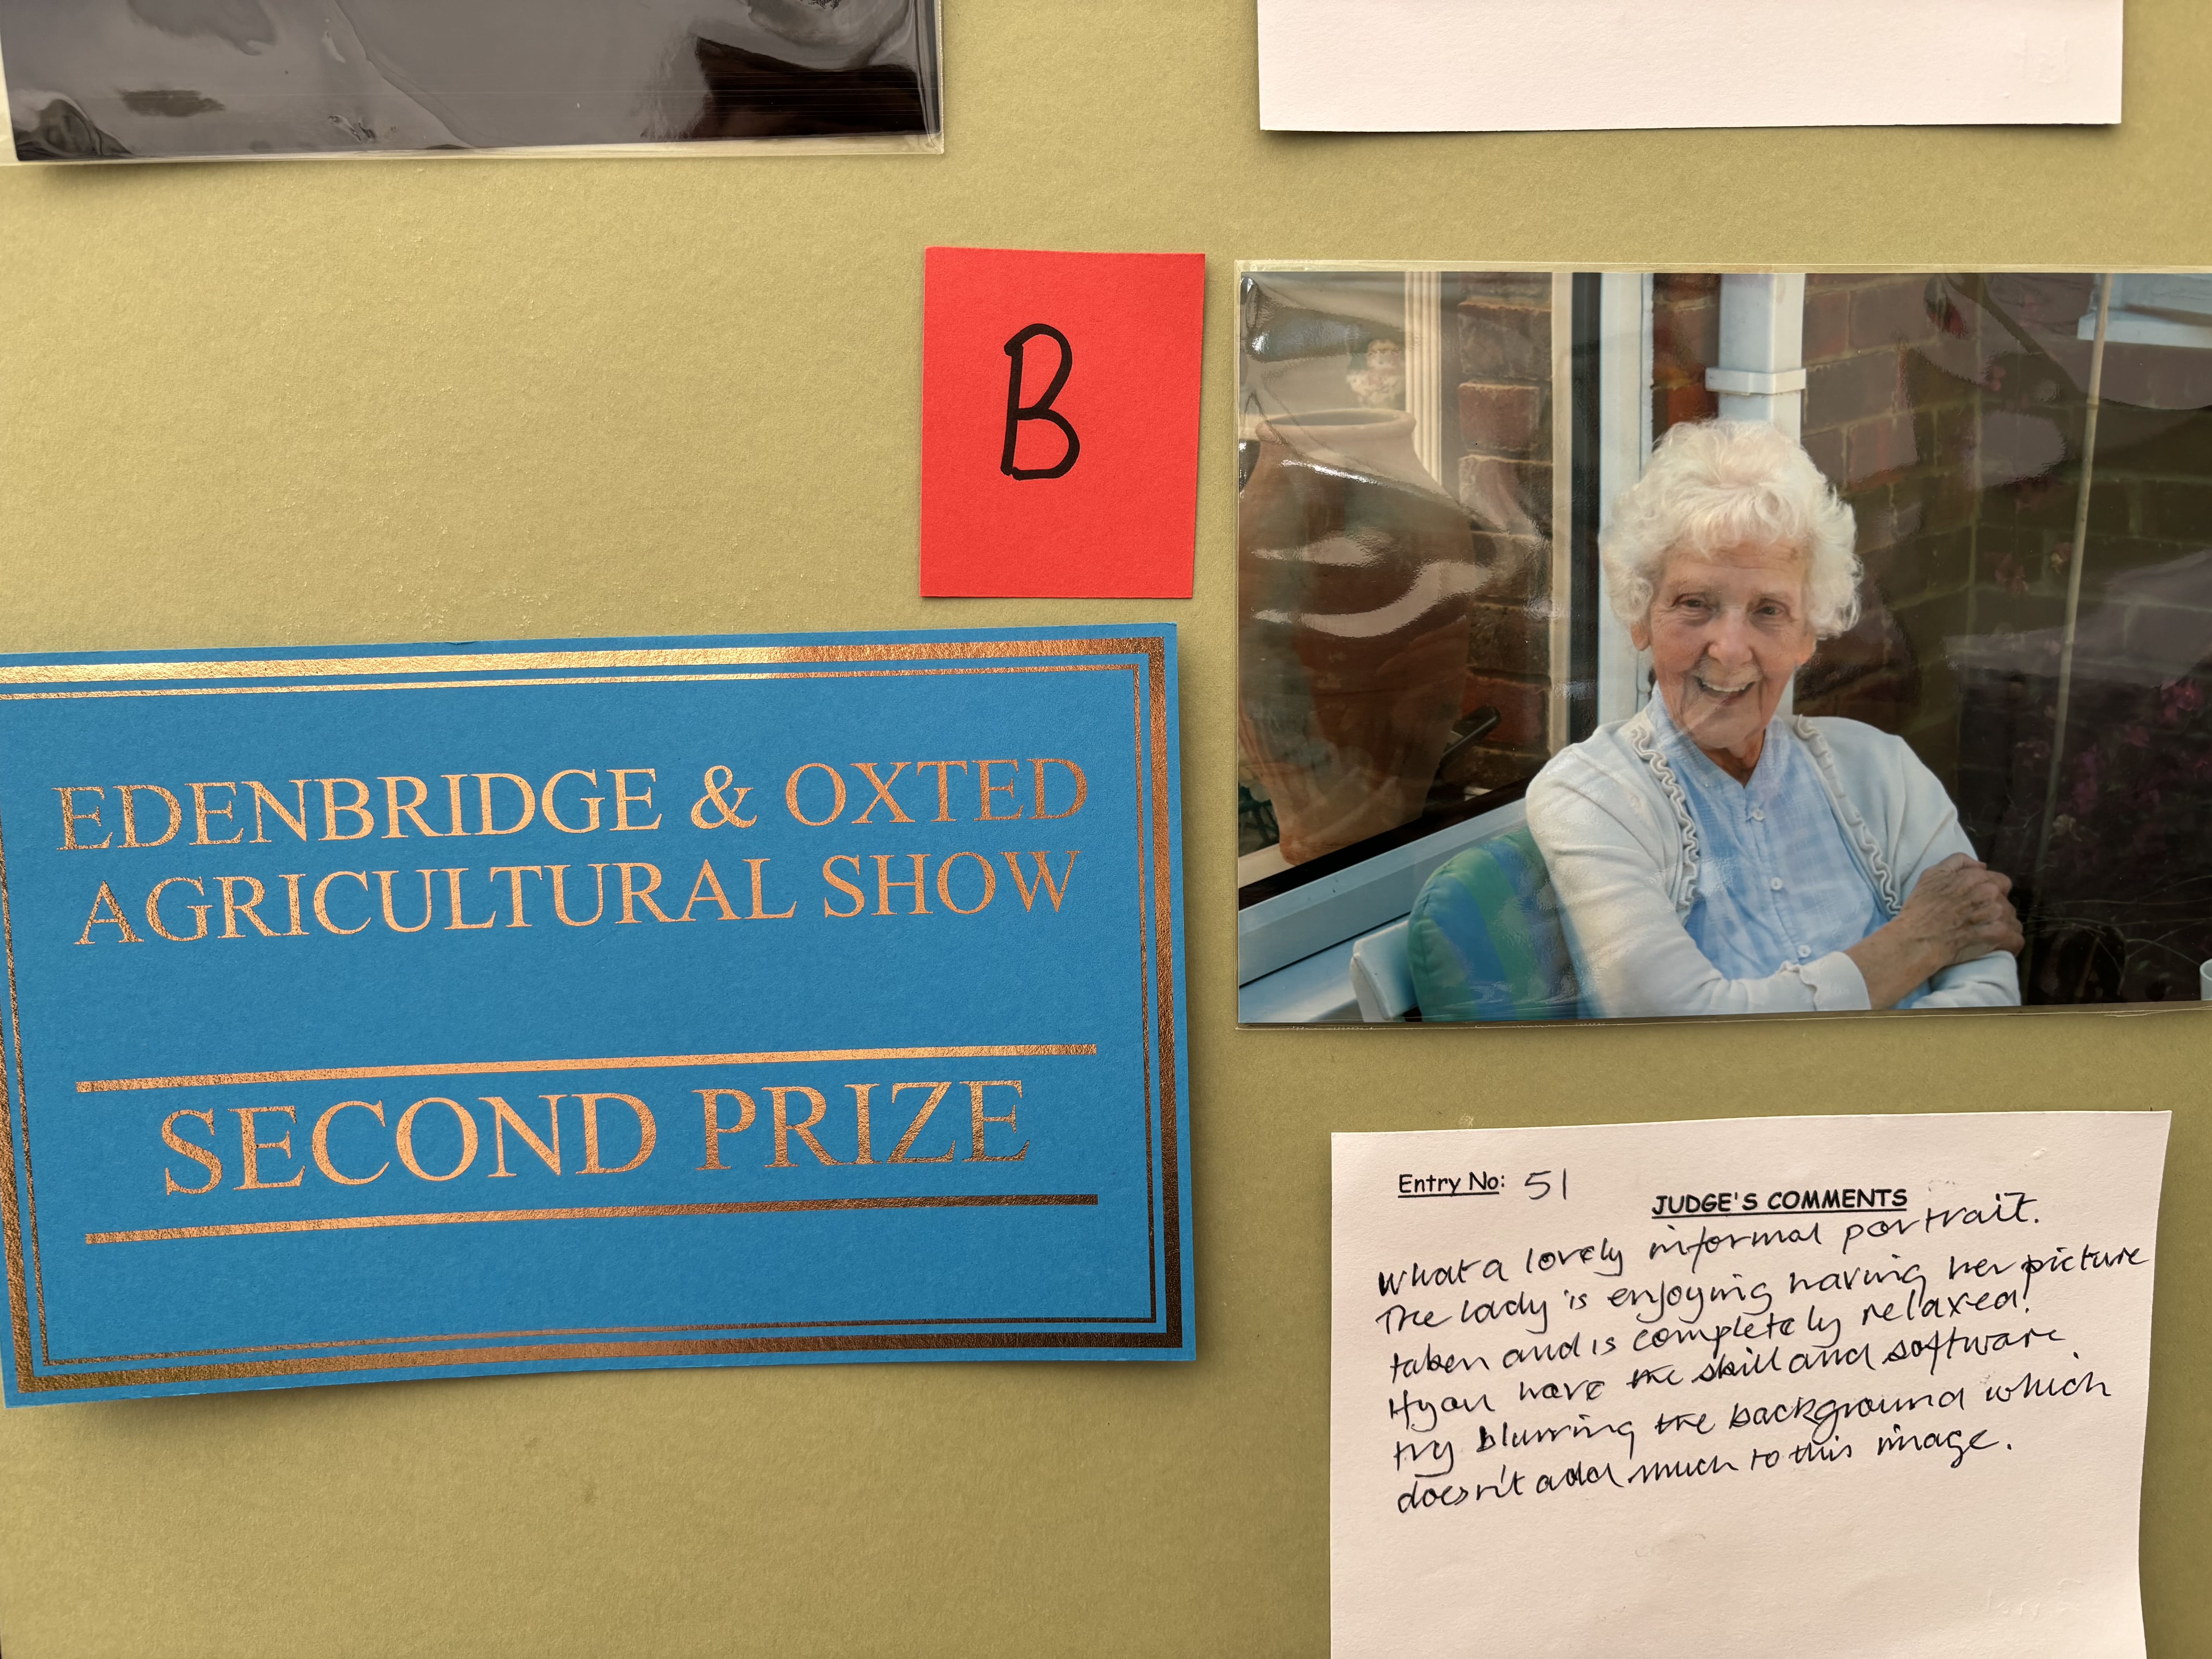 B
EDENBRIDGE & OXTED
AGRICULTURAL SHOW
SECOND PRIZE
Entry No: 51
JUDGE'S COMMENTS
What a lovely informal portrait.
The lady is enjoying having her picture
taken and is completely relaxed!
If you have the skill and software
try blurring the background which
doesn't add much to this image.